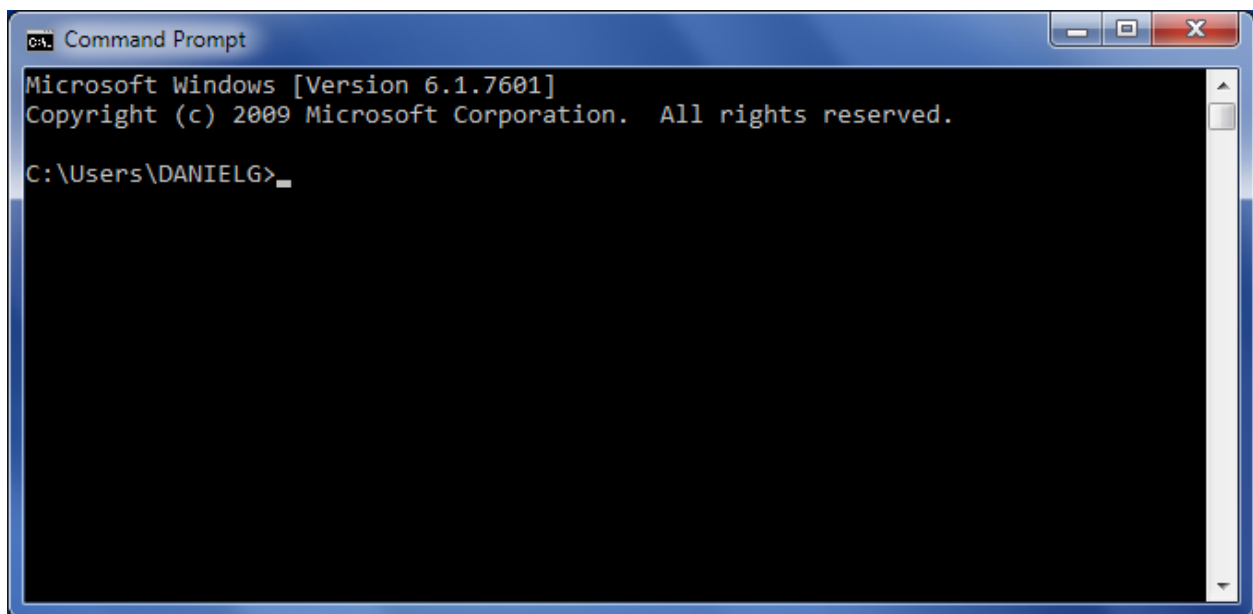 Command Prompt
Microsoft Windows [Version 6.1.7601]
Copyright (c) 2009 Microsoft Corporation.  All rights reserved.
C:\Users\DANIELG>_